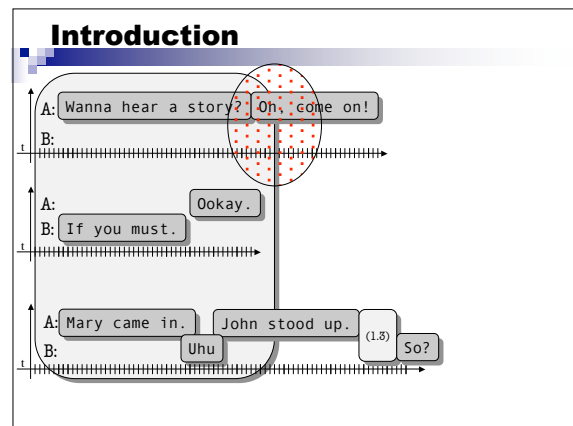 Introduction
A: Wanna hear a story? Oh, come on!
B:
t
A: Ookay.
B: If you must.
t
A: Mary came in. John stood up.
(1.3)
B: Uhu So?
t